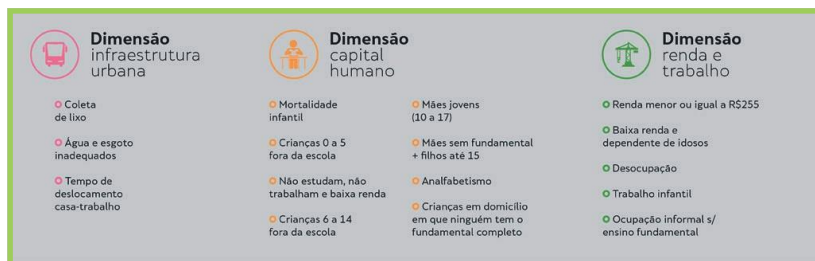 Dimensão
infraestrutura
urbana
Coleta
de lixo
Água e esgoto
inadequados
Tempo de
deslocamento
casa-trabalho
Dimensão
capital
humano
Mortalidade
infantil
Crianças 0 a 5
fora da escola
Não estudam, não
trabalham e baixa renda
Crianças 6 a 14
fora da escola
Mães jovens
(10 a 17)
Mães sem fundamental
+ filhos até 15
Analfabetismo
Crianças em domicílio
em que ninguém tem o
fundamental completo
Dimensão
renda e
trabalho
Renda menor ou igual a R$255
Baixa renda e
dependente de idosos
Desocupação
Trabalho infantil
Ocupação informal s/
ensino fundamental